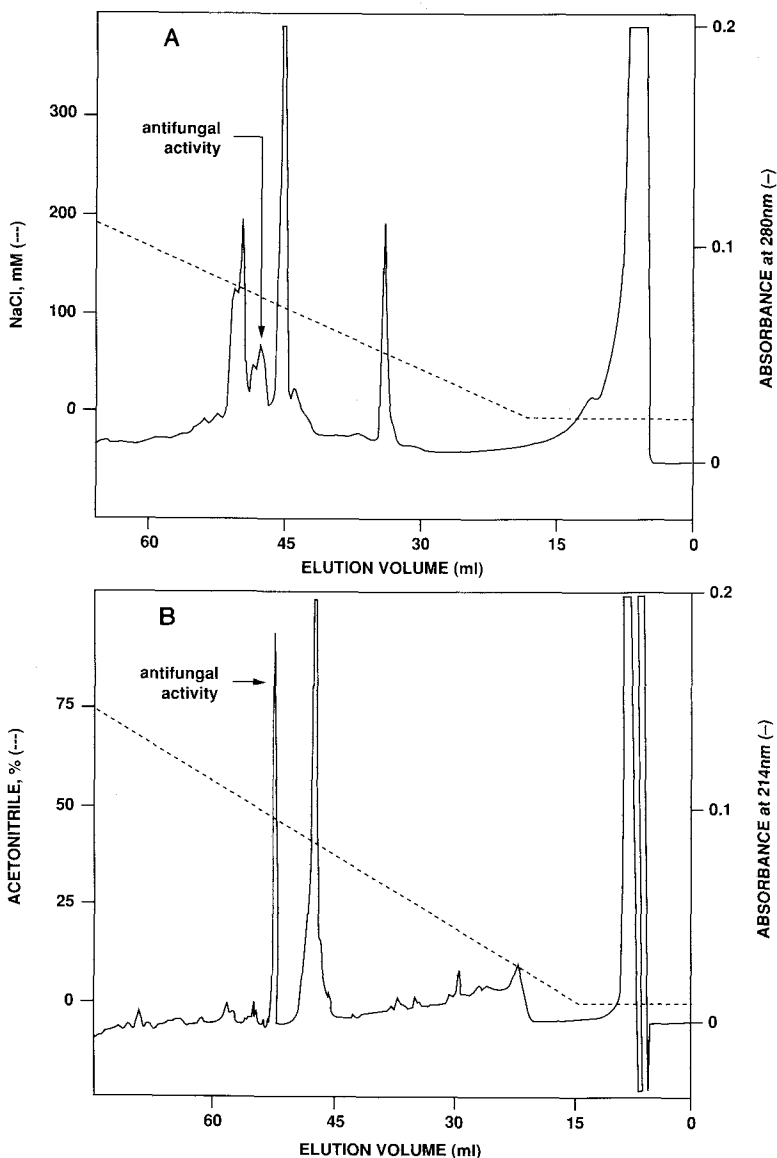 A
antifungal
activity
NaCl, mM (---)
300
200
100
0
0.2
0.1
0
ABSORBANCE at 280nm (–)
60
45
30
15
0
ELUTION VOLUME (ml)
B
antifungal
activity
ACETONITRILE, % (---)
75
50
25
0
0.2
0.1
0
ABSORBANCE at 214nm (–)
60
45
30
15
0
ELUTION VOLUME (ml)